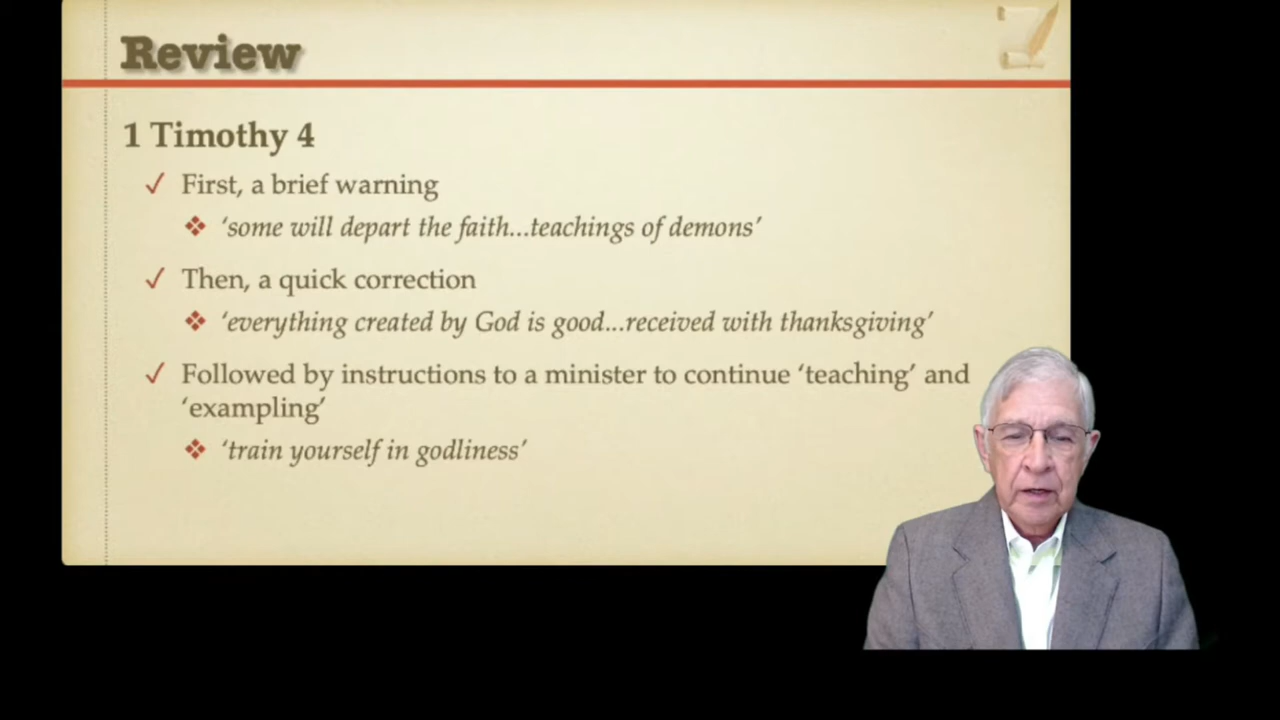 Review
1 Timothy 4
✓ First, a brief warning
❖ ‘some will depart the faith...teachings of demons’
✓ Then, a quick correction
❖ ‘everything created by God is good...received with thanksgiving’
✓ Followed by instructions to a minister to continue ‘teaching’ and
‘exampling’
❖ ‘train yourself in godliness’